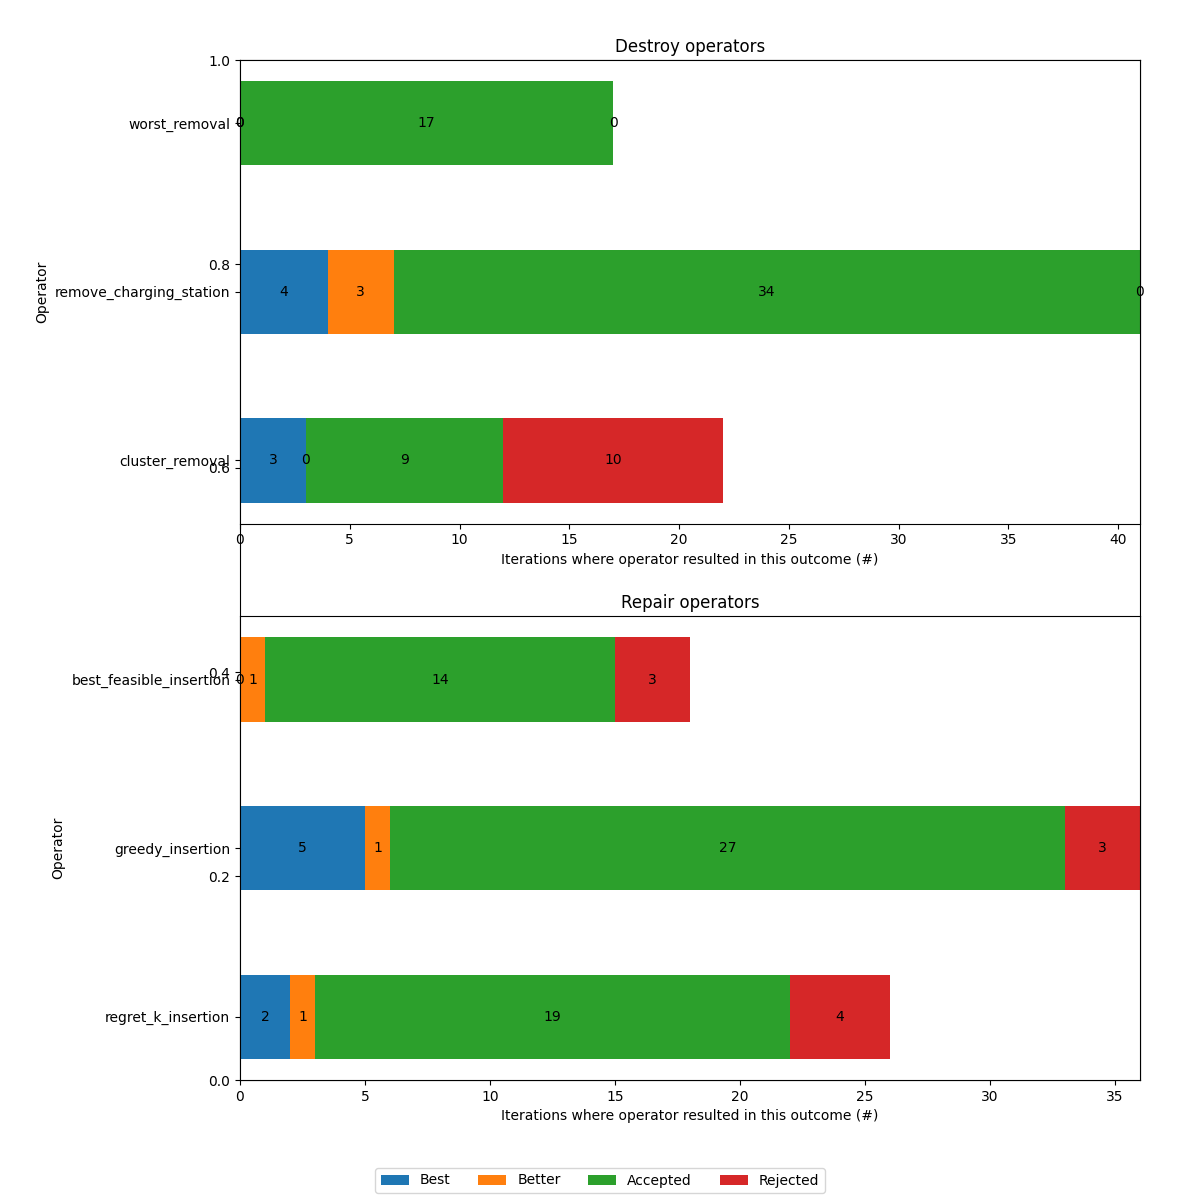 Destroy operators
1.0
worst_removal 0 0 17 0
Operator
0.8
remove_charging_station 4 3 34 0
cluster_removal 3 0 9 10
0.6
0 5 10 15 20 25 30 35 40
Iterations where operator resulted in this outcome (#)
Repair operators
0.4
best_feasible_insertion 0 1 14 3
Operator
greedy_insertion 5 1 27 3
0.2
regret_k_insertion 2 1 19 4
0.0
0 5 10 15 20 25 30 35
Iterations where operator resulted in this outcome (#)
Best Better Accepted Rejected